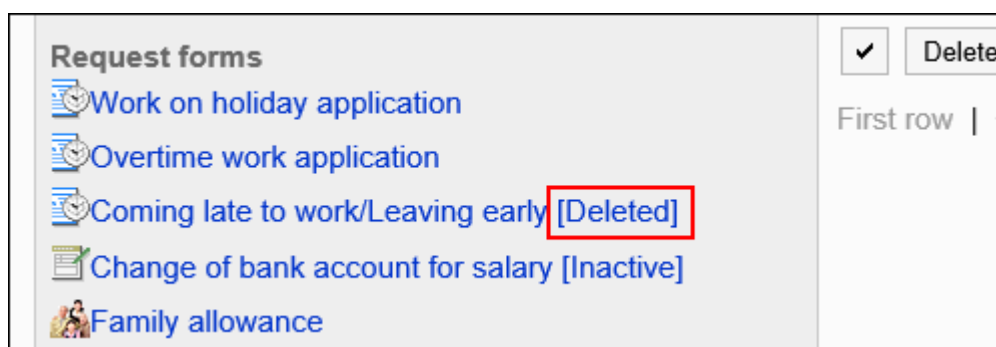 Request forms
Work on holiday application
Overtime work application
Coming late to work/Leaving early [Deleted]
Change of bank account for salary [Inactive]
Family allowance
Delete
First row |